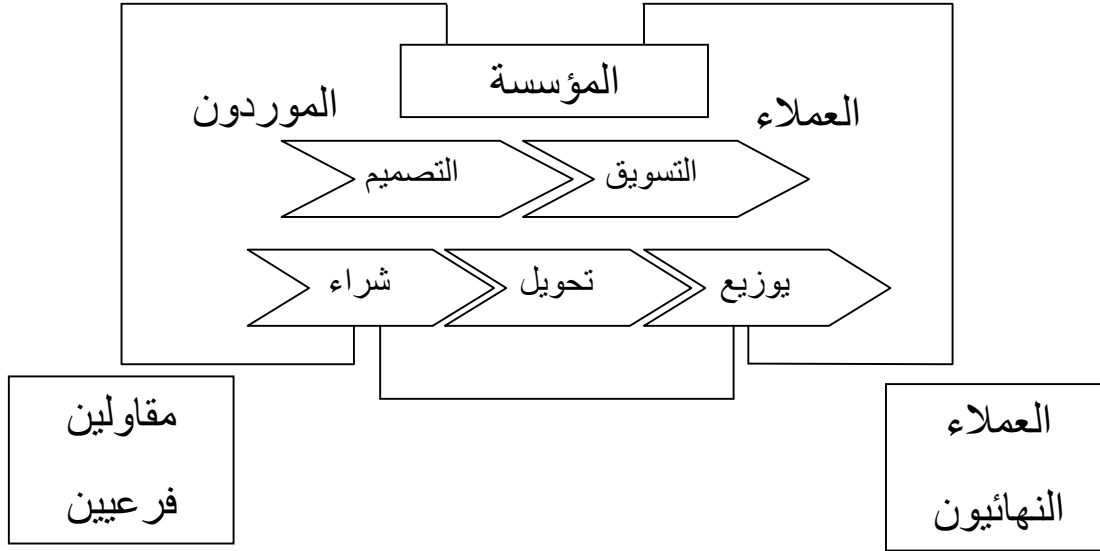 المؤسسة
العملاء
الموردون
التسويق
التصميم
يوزيع
تحويل
شراء
العملاء
النهائيون
مقاولين
فرعيين